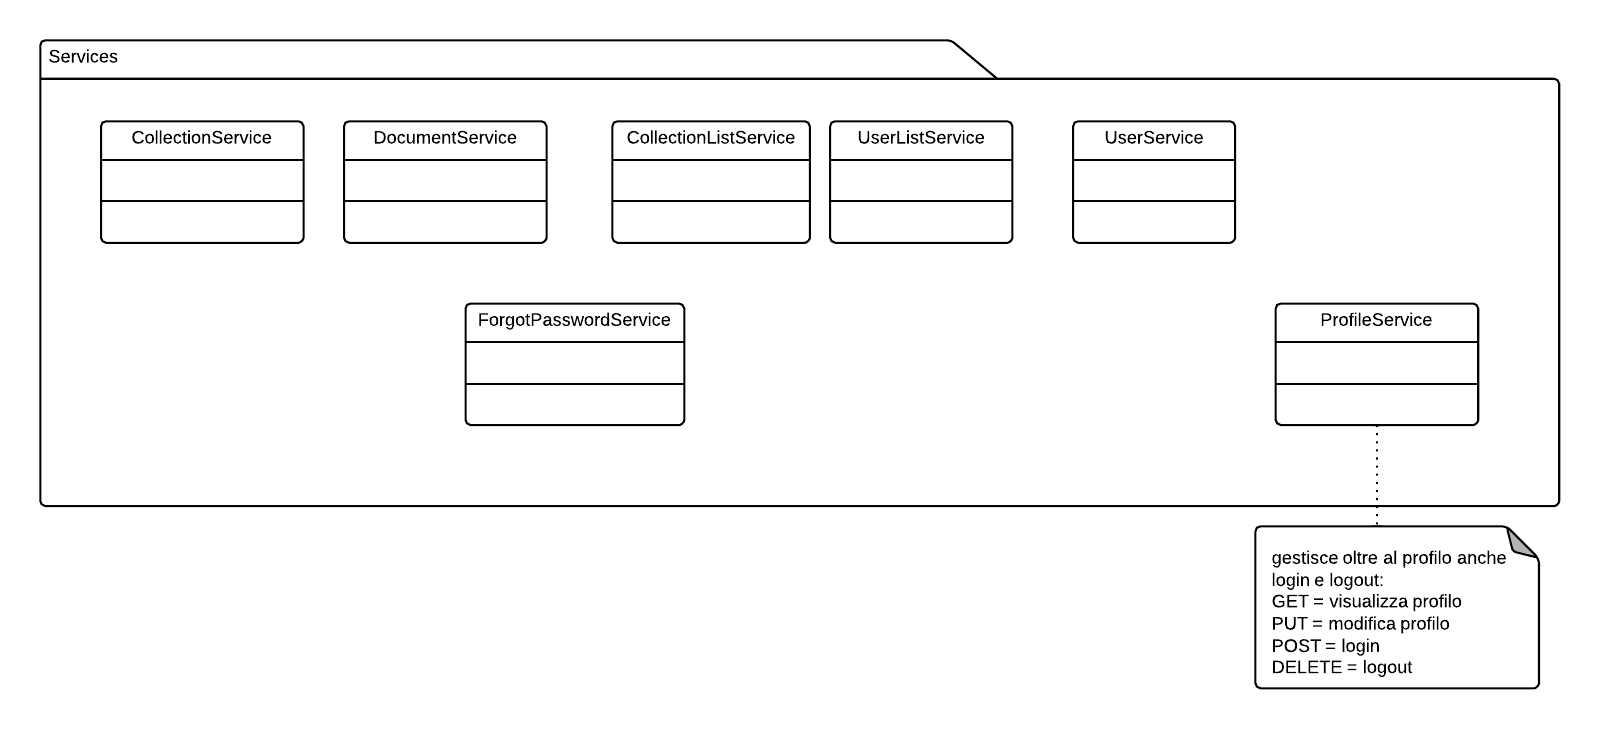 Services
CollectionService
DocumentService
CollectionListService
UserListService
UserService
ForgotPasswordService
ProfileService
gestisce oltre al profilo anche
login e logout:
GET = visualizza profilo
PUT = modifica profilo
POST = login
DELETE = logout